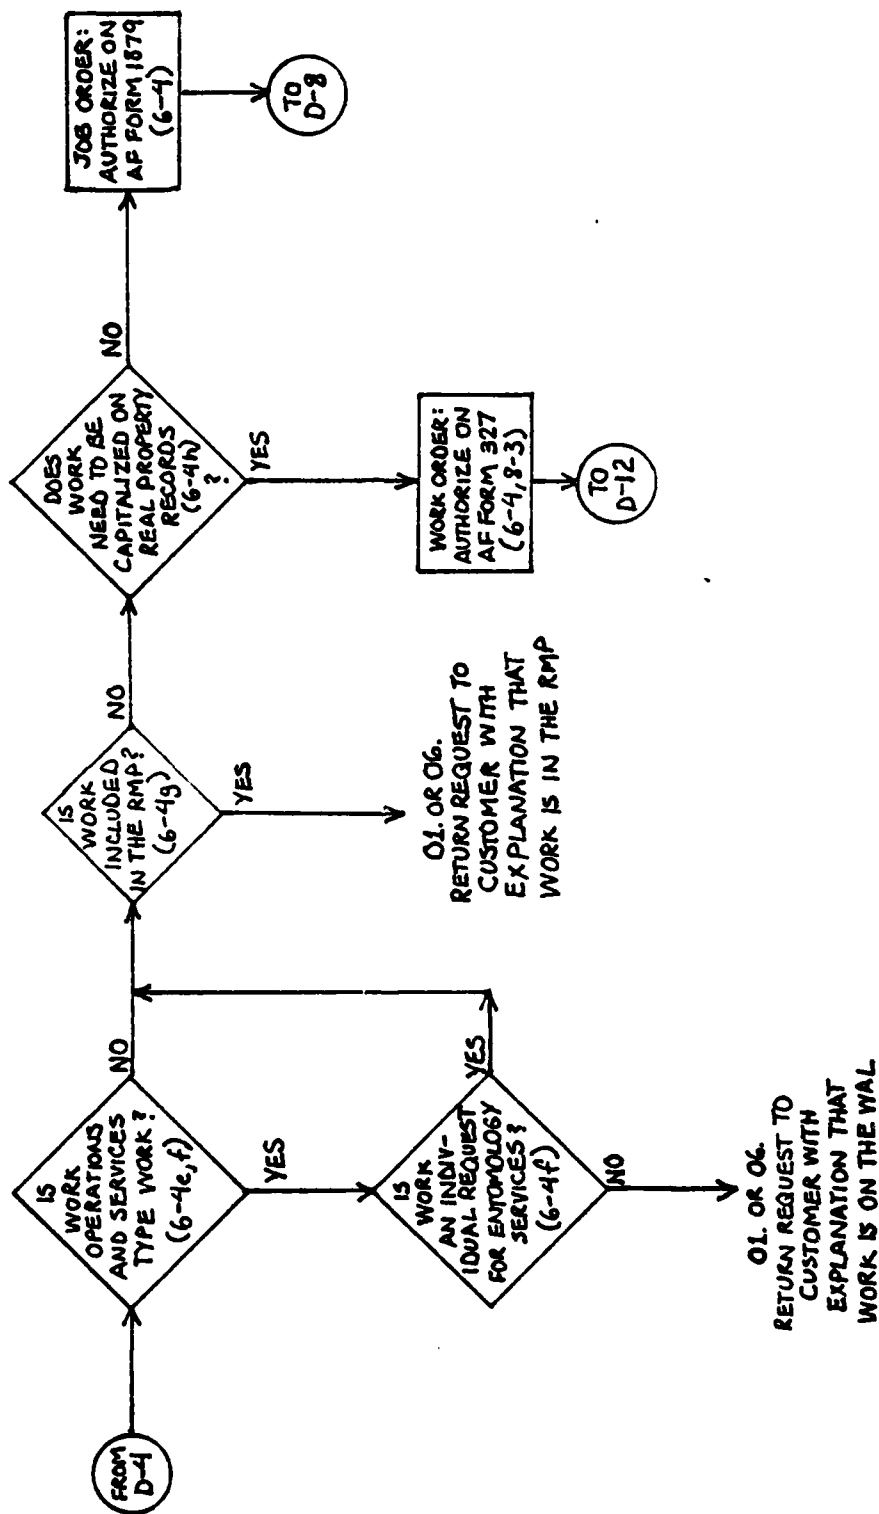 FROM
D-4
IS
WORK
OPERATIONS
AND SERVICES
TYPE WORK?
(6-4e,f)
NO
YES
IS
WORK
AN INDIV-
IDUAL REQUEST
FOR ENTOMOLOGY
SERVICES?
(6-4f)
YES
NO
01. OR 06.
RETURN REQUEST TO
CUSTOMER WITH
EXPLANATION THAT
WORK IS ON THE WAL
IS
WORK
INCLUDED
IN THE RMP?
(6-4g)
NO
YES
01. OR 06.
RETURN REQUEST TO
CUSTOMER WITH
EXPLANATION THAT
WORK IS IN THE RMP
DOES
WORK
NEED TO BE
CAPITALIZED ON
REAL PROPERTY
RECORDS
(6-4h)
?
NO
YES
WORK ORDER:
AUTHORIZE ON
AF FORM 327
(6-4, 8-3)
TO
D-12
JOB ORDER:
AUTHORIZE ON
AF FORM 1879
(6-4)
TO
D-8